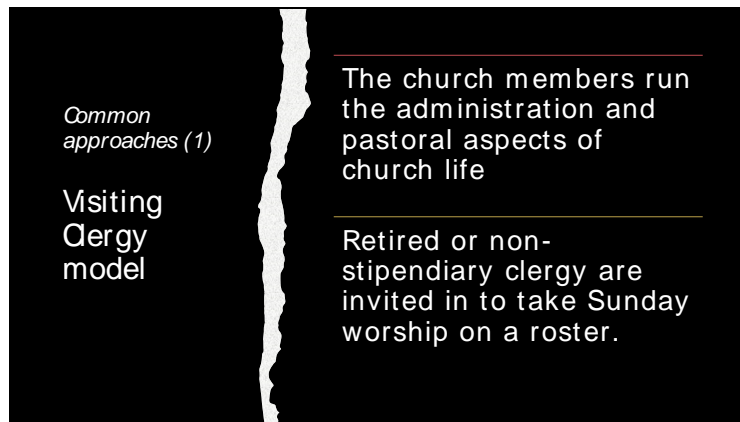 Common
approaches (1)
Visiting
Clergy
model
The church members run
the administration and
pastoral aspects of
church life
Retired or non-
stipendiary clergy are
invited in to take Sunday
worship on a roster.